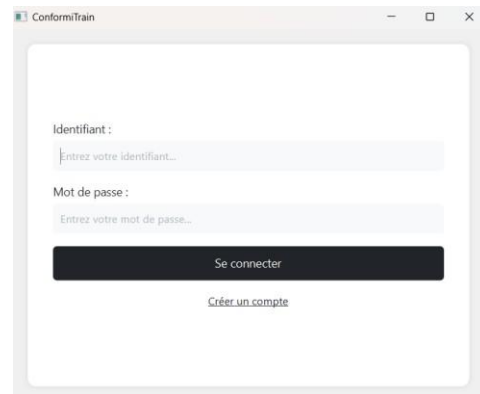 ConformiTrain
Identifiant :
Entrez votre identifiant...
Mot de passe :
Entrez votre mot de passe...
Se connecter
Créer un compte